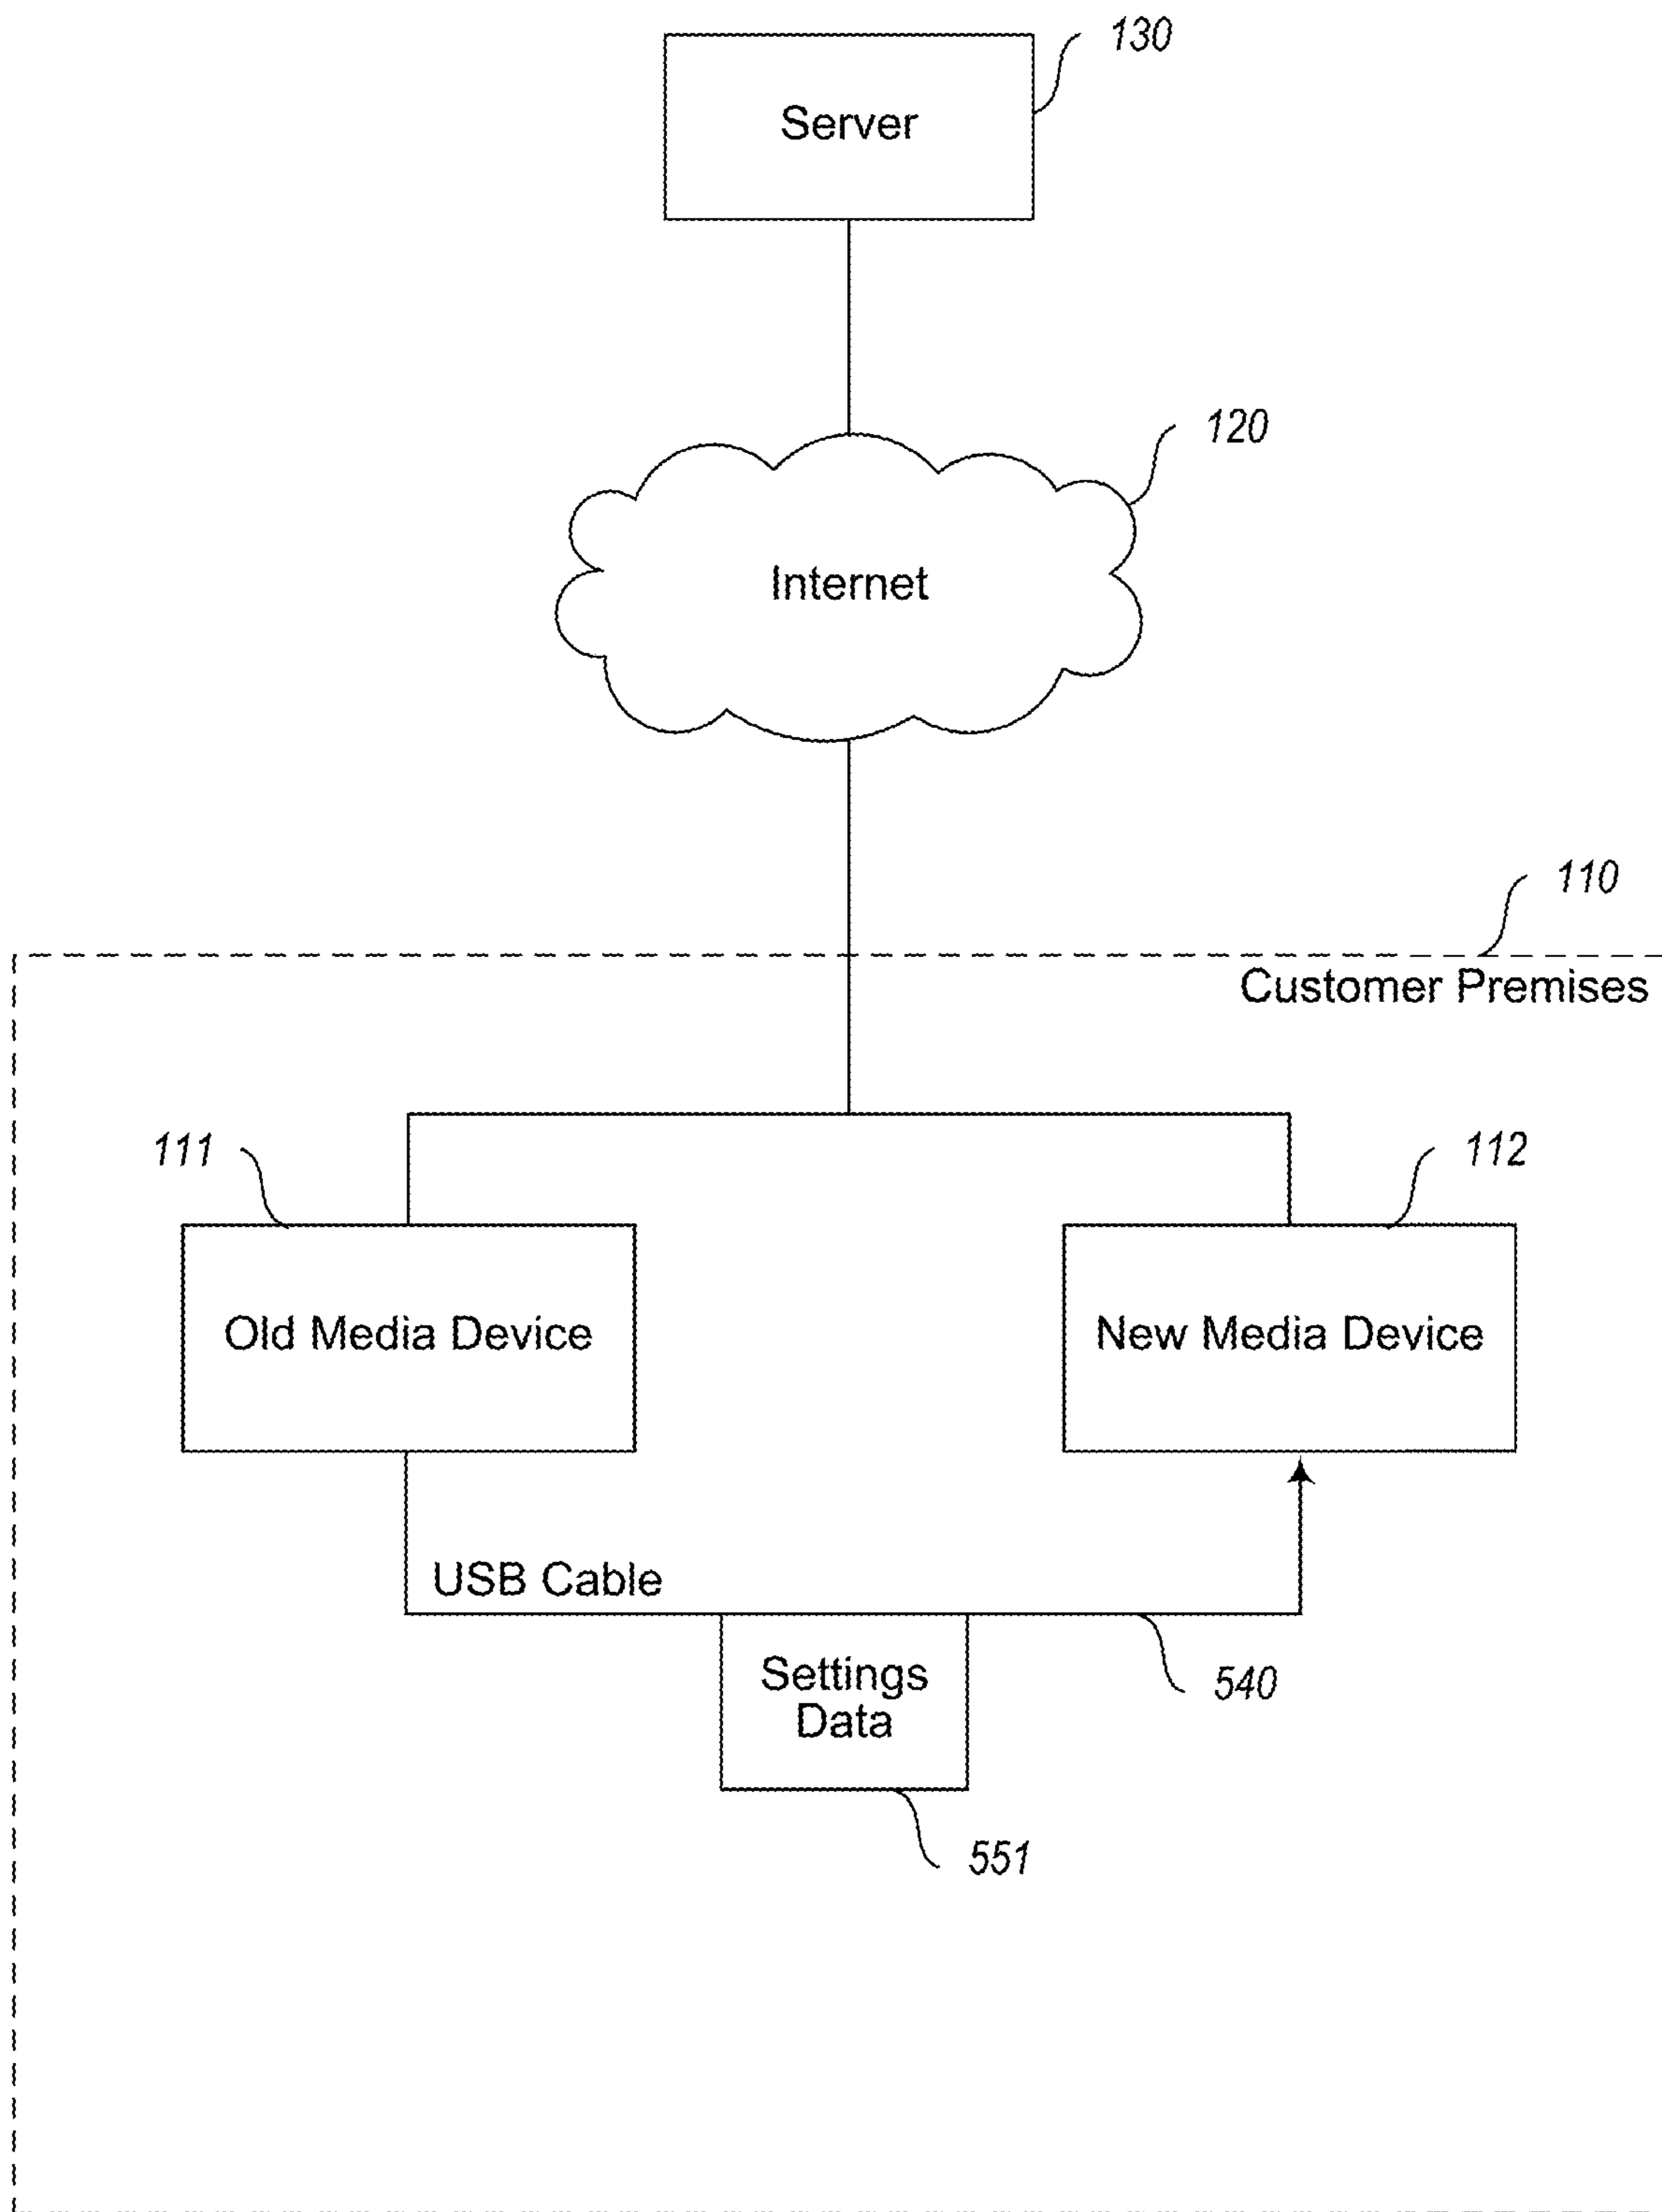 130
Server
120
Internet
110
Customer Premises
111
112
Old Media Device
New Media Device
USB Cable
Settings
Data
540
551